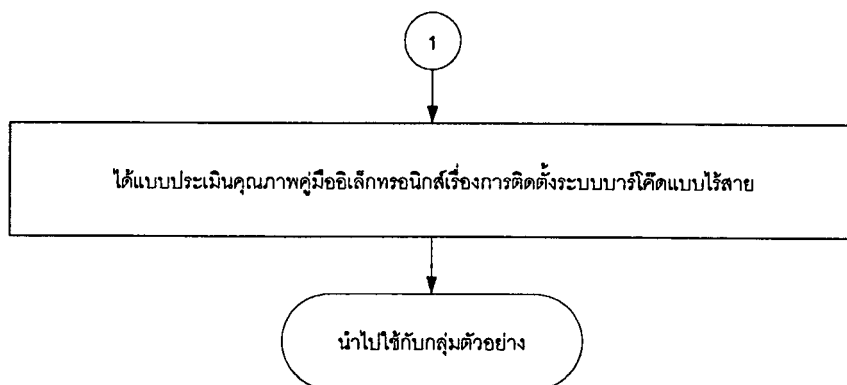 1
ได้แบบประเมินคุณภาพคู่มืออิเล็กทรอนิกส์เรื่องการติดตั้งระบบบาร์โค๊ดแบบไร้สาย
นำไปใช้กับกลุ่มตัวอย่าง